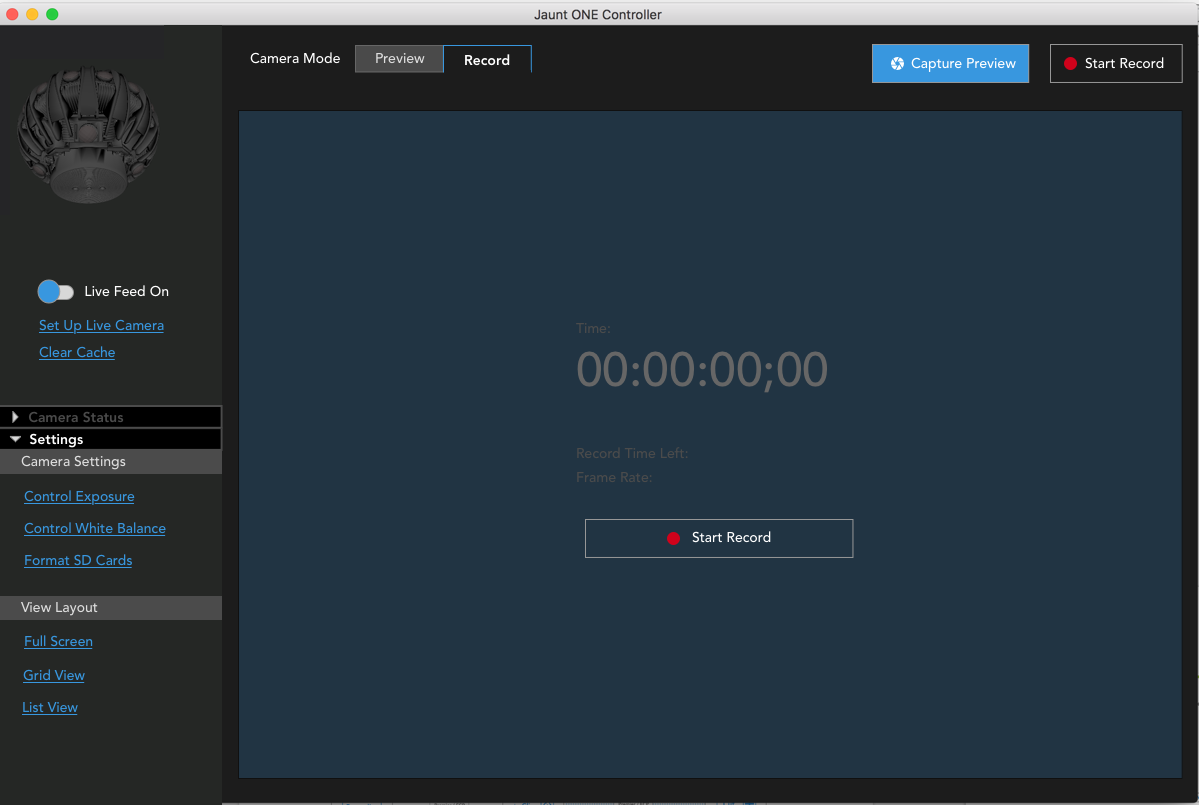 Jaunt ONE Controller
Camera Mode
Preview
Record
Capture Preview
Start Record
Live Feed On
Set Up Live Camera
Clear Cache
Camera Status
Settings
Camera Settings
Control Exposure
Control White Balance
Format SD Cards
View Layout
Full Screen
Grid View
List View
Time:
00:00:00;00
Record Time Left:
Frame Rate:
Start Record